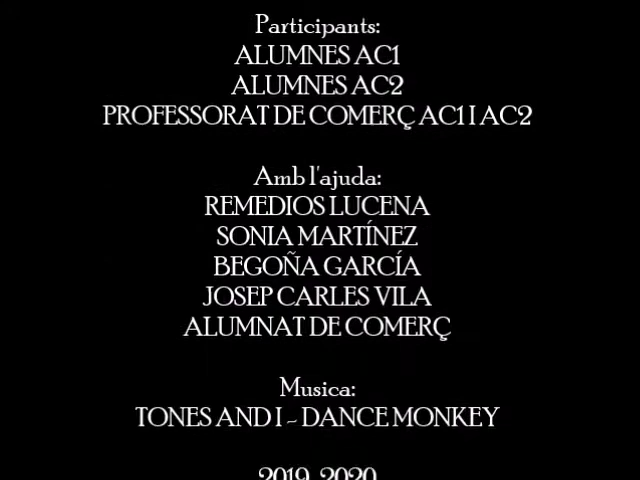 Participants:
ALUMNES AC1
ALUMNES AC2
PROFESSORAT DE COMERÇ AC1 I AC2
Amb l'ajuda:
REMEDIOS LUCENA
SONIA MARTÍNEZ
BEGOÑA GARCÍA
JOSEP CARLES VILA
ALUMNAT DE COMERÇ
Musica:
TONES AND I - DANCE MONKEY
2019-2020